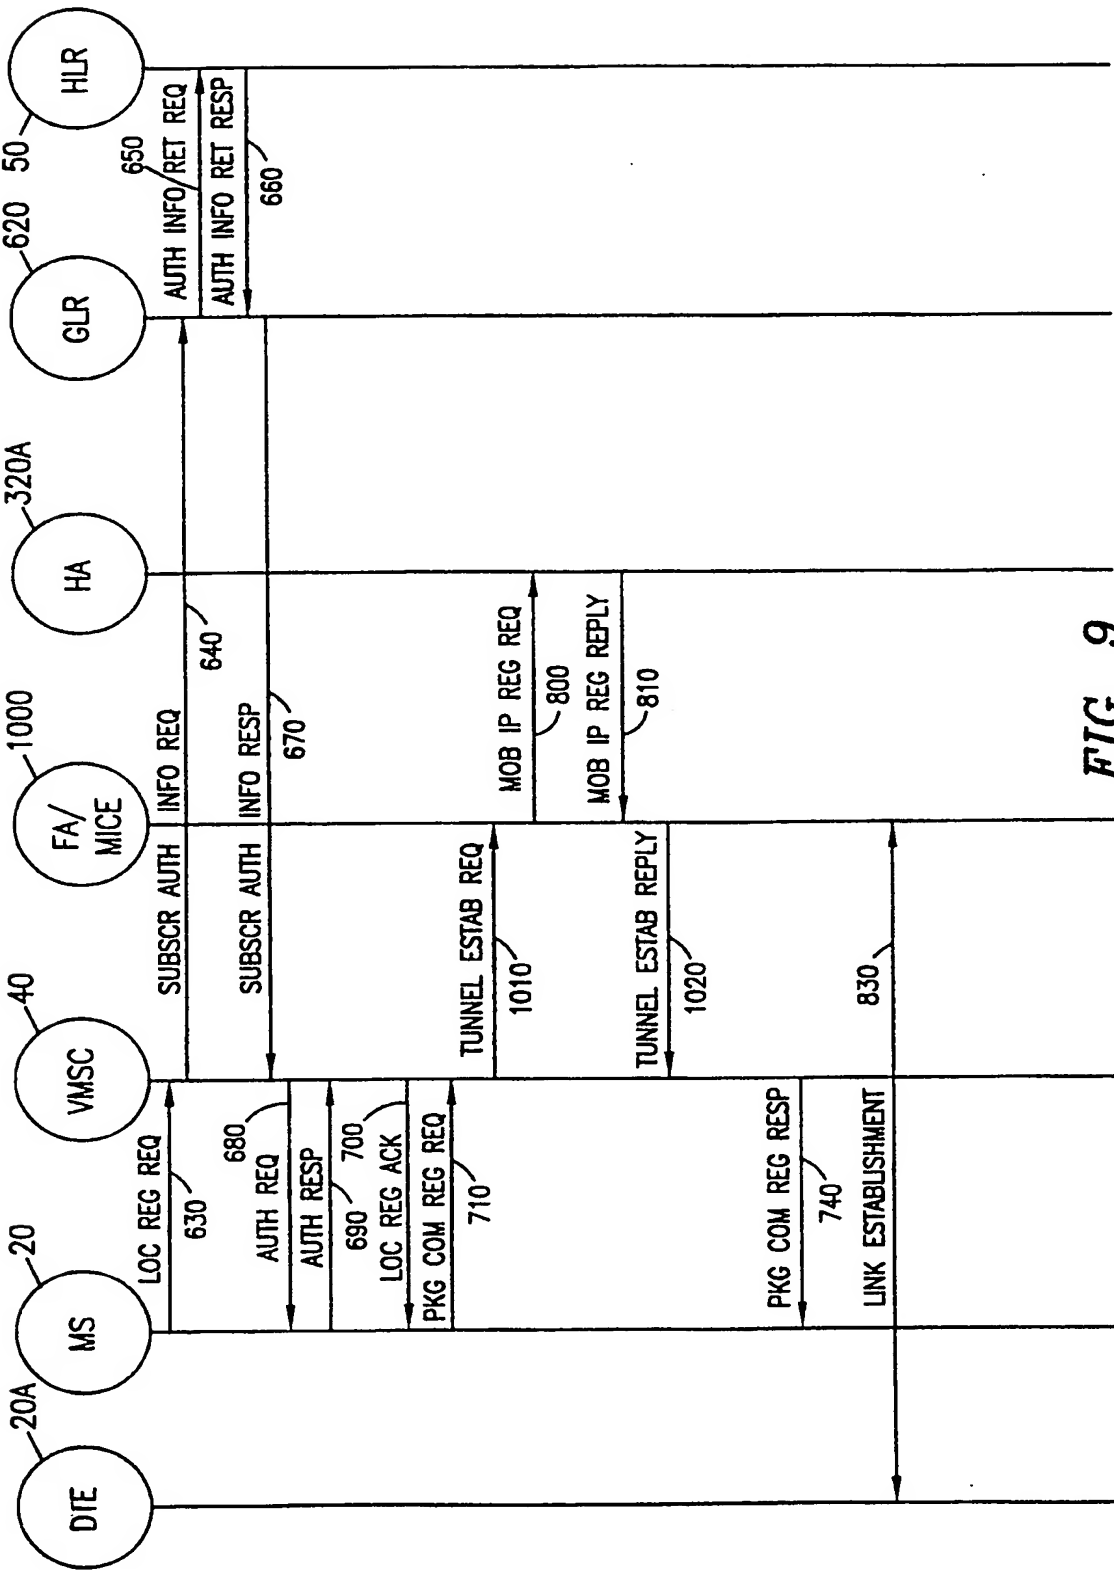 20A
20
40
1000
320A
620
50
DTE
MS
VMSC
FA/
MICE
HA
GLR
HLR
LOC REG REQ
630
SUBSCR AUTH INFO REQ
640
AUTH INFO RET REQ
650
AUTH INFO RET RESP
660
SUBSCR AUTH INFO RESP
670
680
AUTH REQ
AUTH RESP
690
700
LOC REG ACK
PKG COM REG REQ
710
TUNNEL ESTAB REQ
1010
MOB IP REG REQ
800
MOB IP REG REPLY
810
TUNNEL ESTAB REPLY
1020
PKG COM REG RESP
740
LINK ESTABLISHMENT
830
FIG. 9